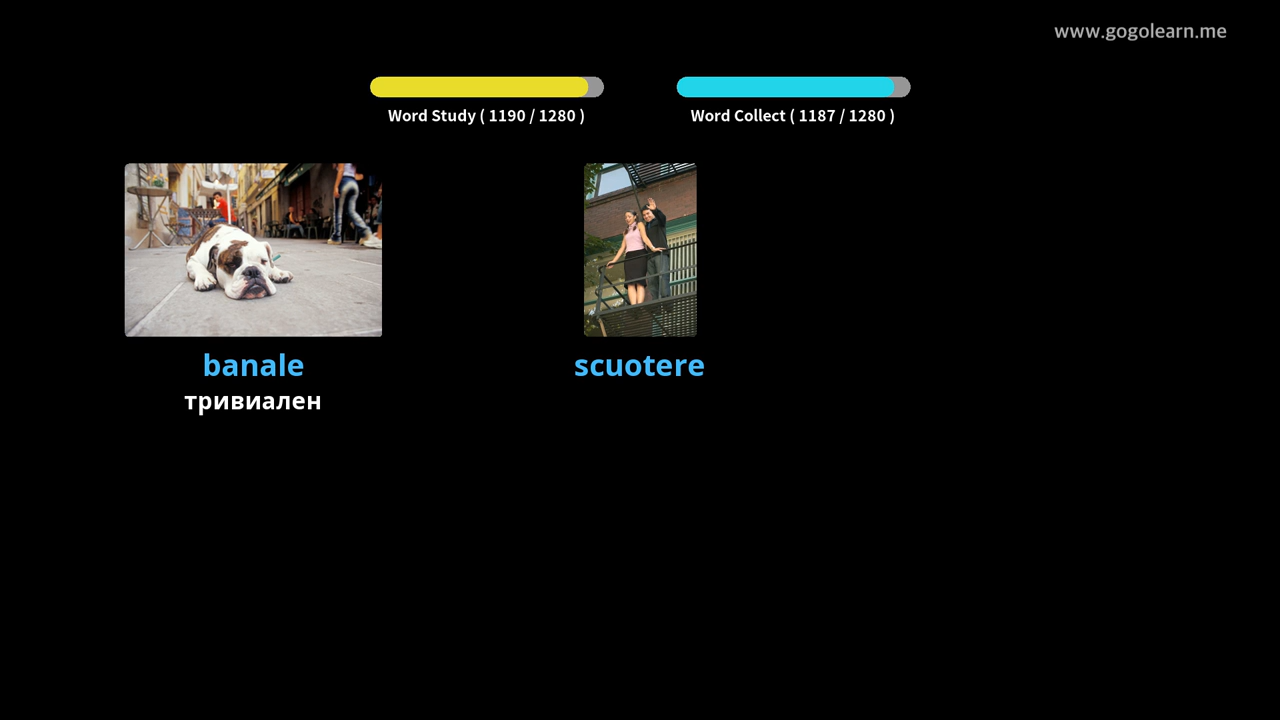 www.gogolearn.me
Word Study ( 1190 / 1280 )
Word Collect ( 1187 / 1280 )
banale
тривиален
scuotere